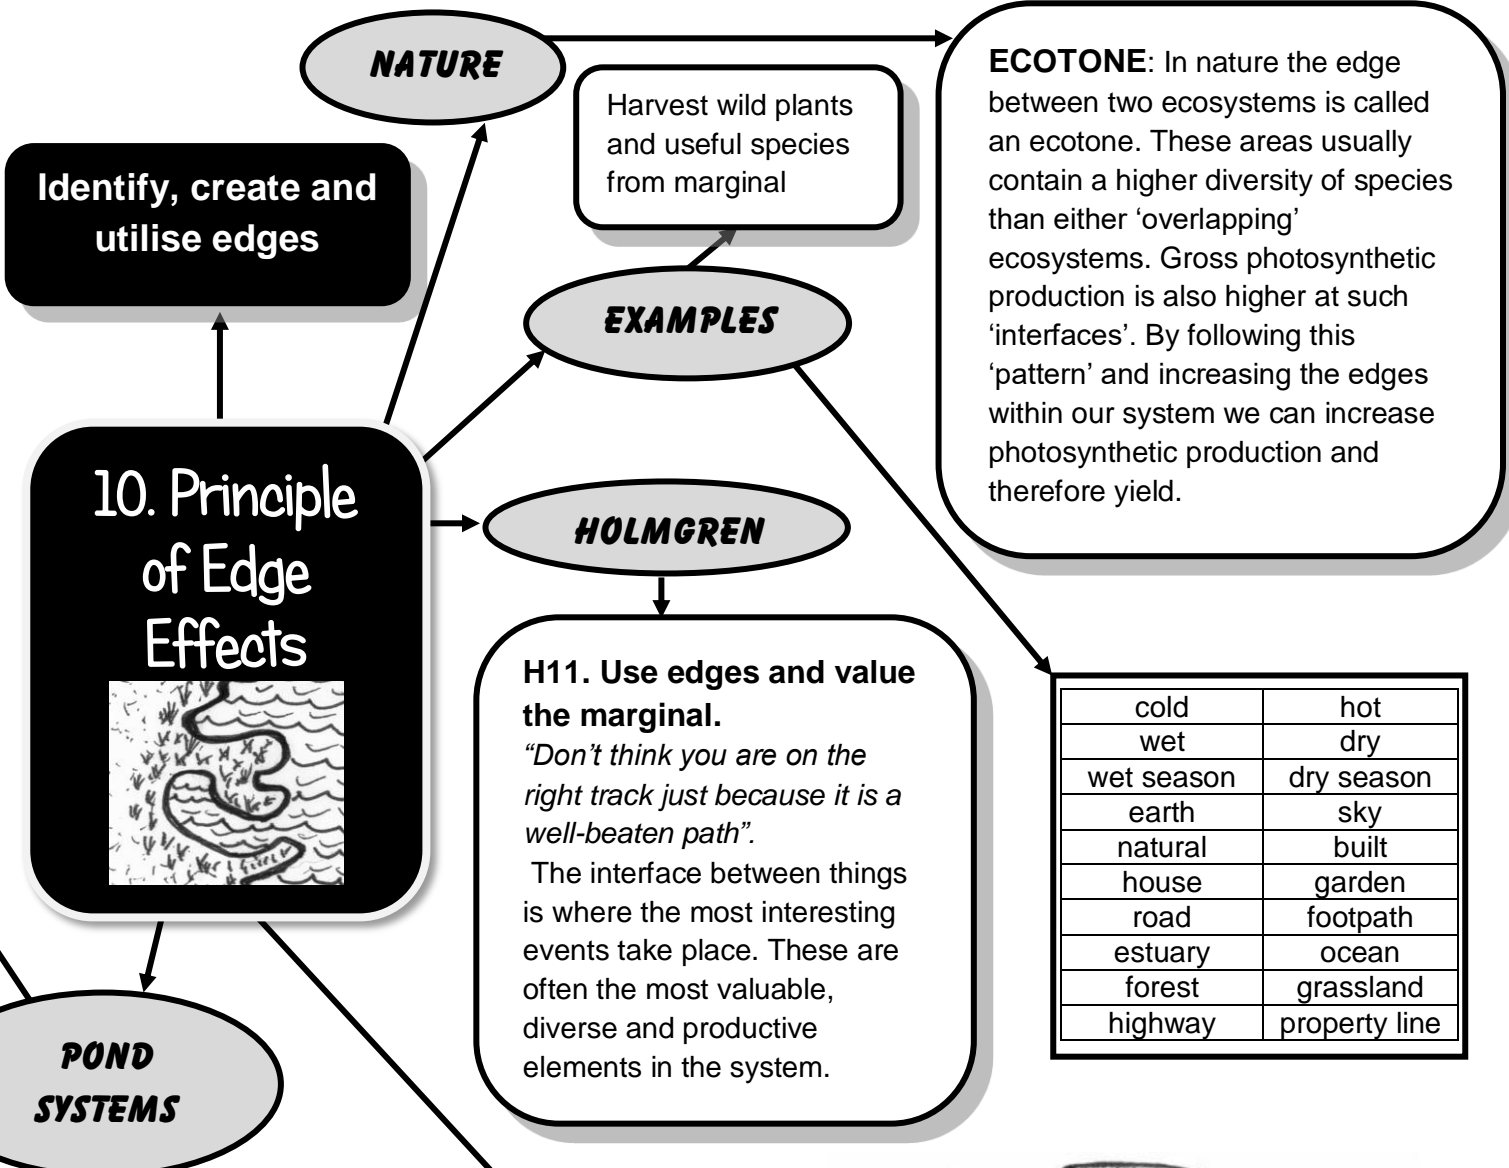 NATURE
Harvest wild plants
and useful species
from marginal
ECOTONE: In nature the edge
between two ecosystems is called
an ecotone. These areas usually
contain a higher diversity of species
than either ‘overlapping’
ecosystems. Gross photosynthetic
production is also higher at such
‘interfaces’. By following this
‘pattern’ and increasing the edges
within our system we can increase
photosynthetic production and
therefore yield.
Identify, create and
utilise edges
EXAMPLES
10. Principle
of Edge
Effects
HOLMGREN
H11. Use edges and value
the marginal.
“Don’t think you are on the
right track just because it is a
well-beaten path”.
The interface between things
is where the most interesting
events take place. These are
often the most valuable,
diverse and productive
elements in the system.
cold hot
wet dry
wet season dry season
earth sky
natural built
house garden
road footpath
estuary ocean
forest grassland
highway property line
POND
SYSTEMS